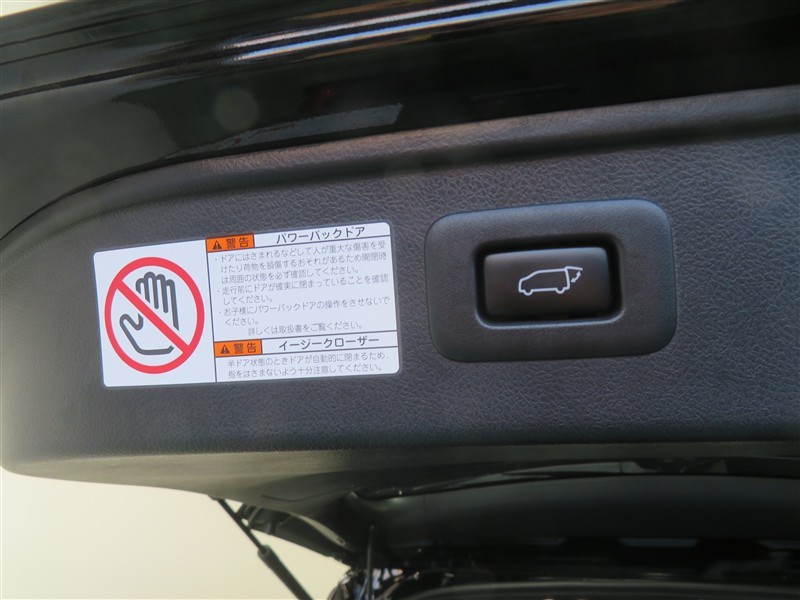 警告 パワーバックドア
・ドアにはさまれるなどして人が重大な傷害を受
けたり荷物を損傷するおそれがあるため開閉時
は周囲の状態を必ず確認してください。
・走行前にドアが確実に閉まっていることを確認
してください。
・お子様にパワーバックドアの操作をさせないで
ください。
詳しくは取扱書をご覧ください。
警告 イージークローザー
半ドア状態のときドアが自動的に閉まるため、
指をはさまないよう十分注意してください。